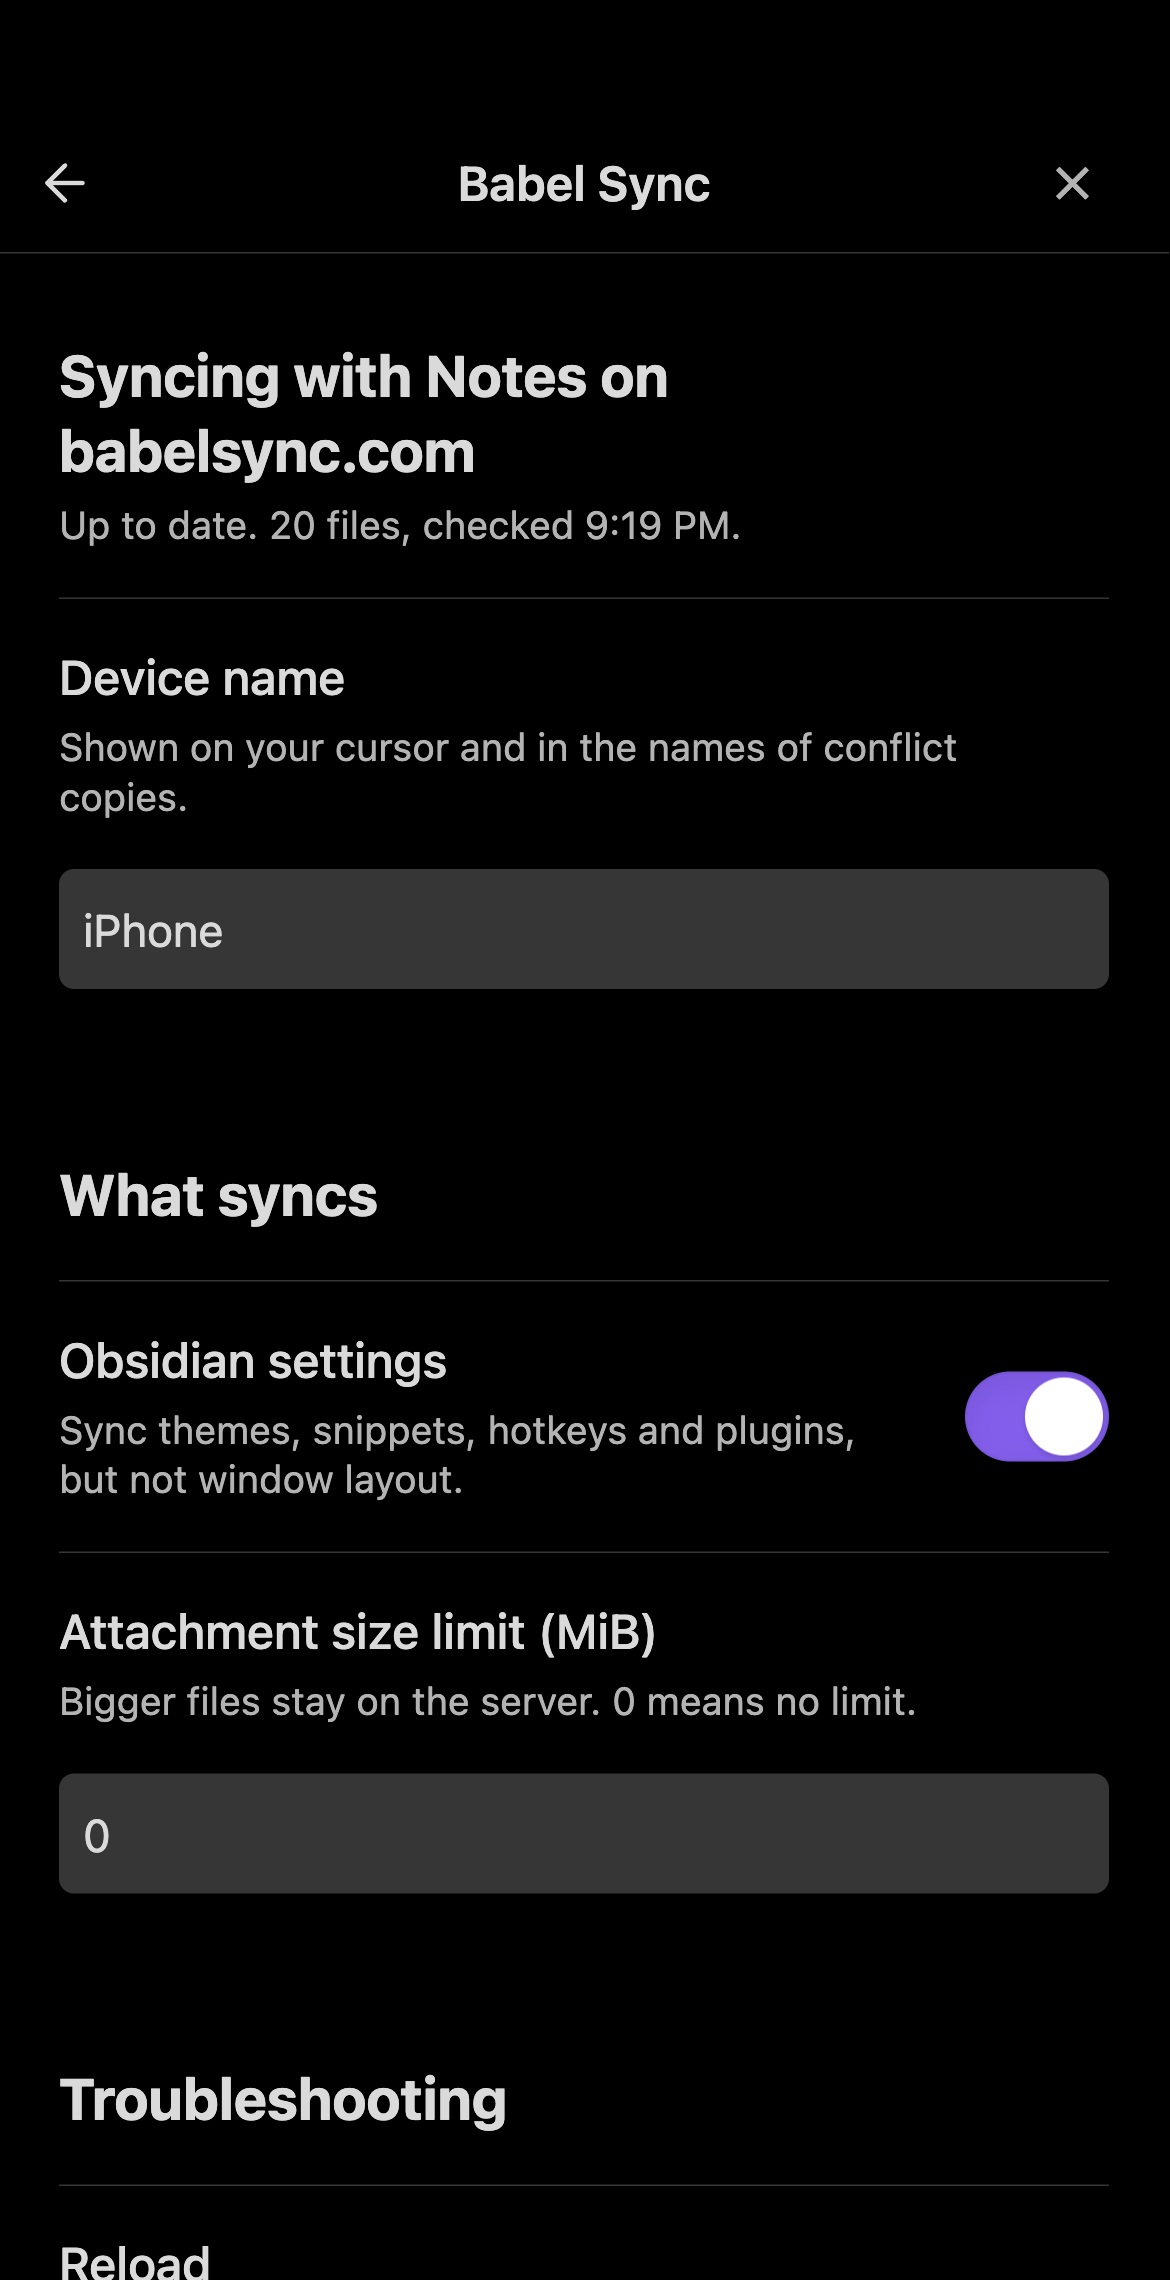 Babel Sync
Syncing with Notes on
babelsync.com
Up to date. 20 files, checked 9:19 PM.
Device name
Shown on your cursor and in the names of conflict
copies.
iPhone
What syncs
Obsidian settings
Sync themes, snippets, hotkeys and plugins,
but not window layout.
Attachment size limit (MiB)
Bigger files stay on the server. 0 means no limit.
0
Troubleshooting
Reload